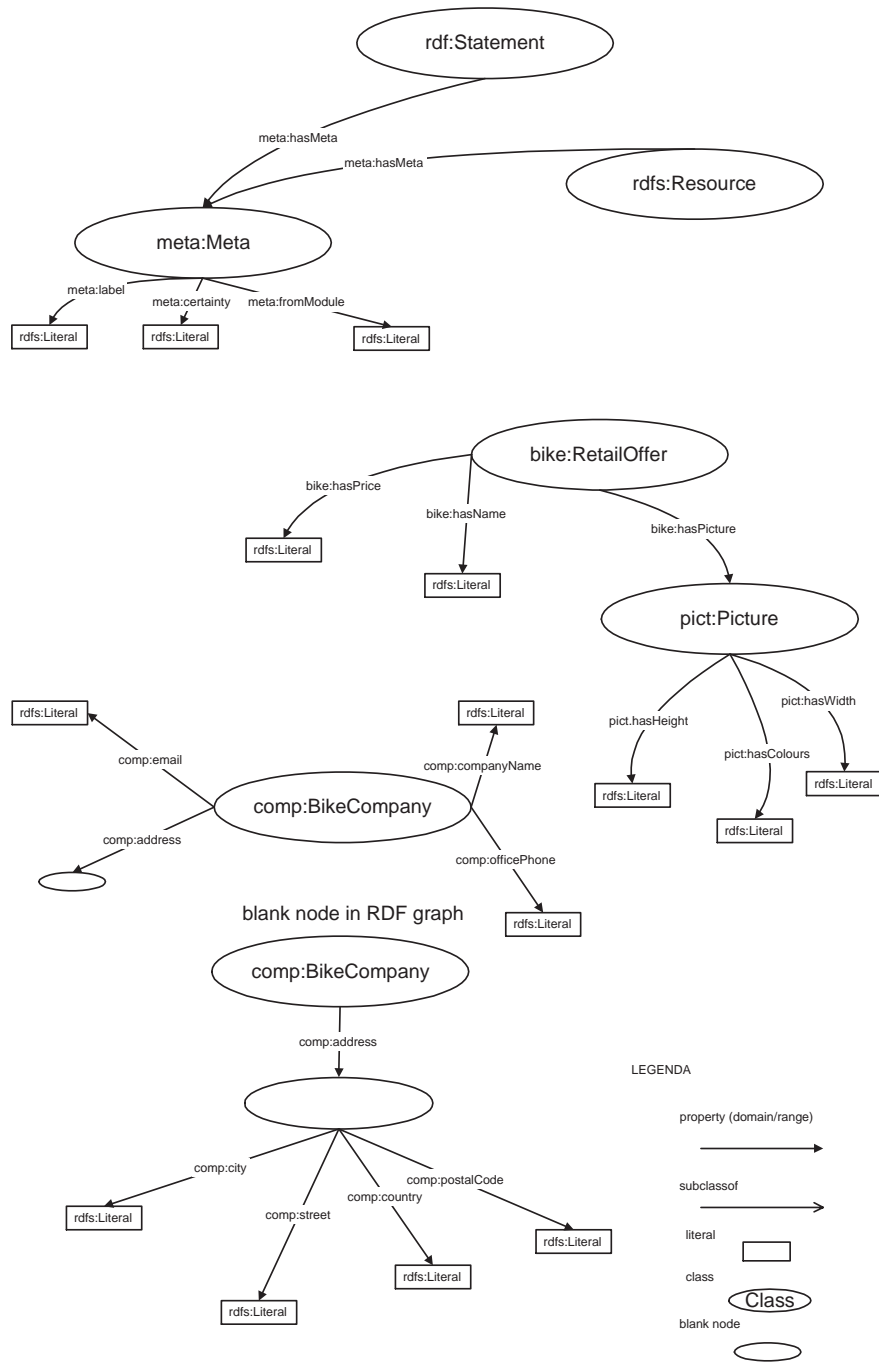 rdf:Statement
meta:hasMeta
meta:hasMeta
rdfs:Resource
meta:Meta
meta:label
meta:certainty
meta:fromModule
rdfs:Literal
rdfs:Literal
rdfs:Literal
bike:RetailOffer
bike:hasPrice
bike:hasName
bike:hasPicture
rdfs:Literal
rdfs:Literal
pict:Picture
pict.hasHeight
pict:hasColours
pict:hasWidth
rdfs:Literal
rdfs:Literal
rdfs:Literal
rdfs:Literal
rdfs:Literal
comp:email
comp:companyName
comp:BikeCompany
comp:address
comp:officePhone
rdfs:Literal
blank node in RDF graph
comp:BikeCompany
comp:address
comp:city
comp:street
comp:country
comp:postalCode
rdfs:Literal
rdfs:Literal
rdfs:Literal
rdfs:Literal
LEGENDA
property (domain/range)
subclassof
literal
class
Class
blank node